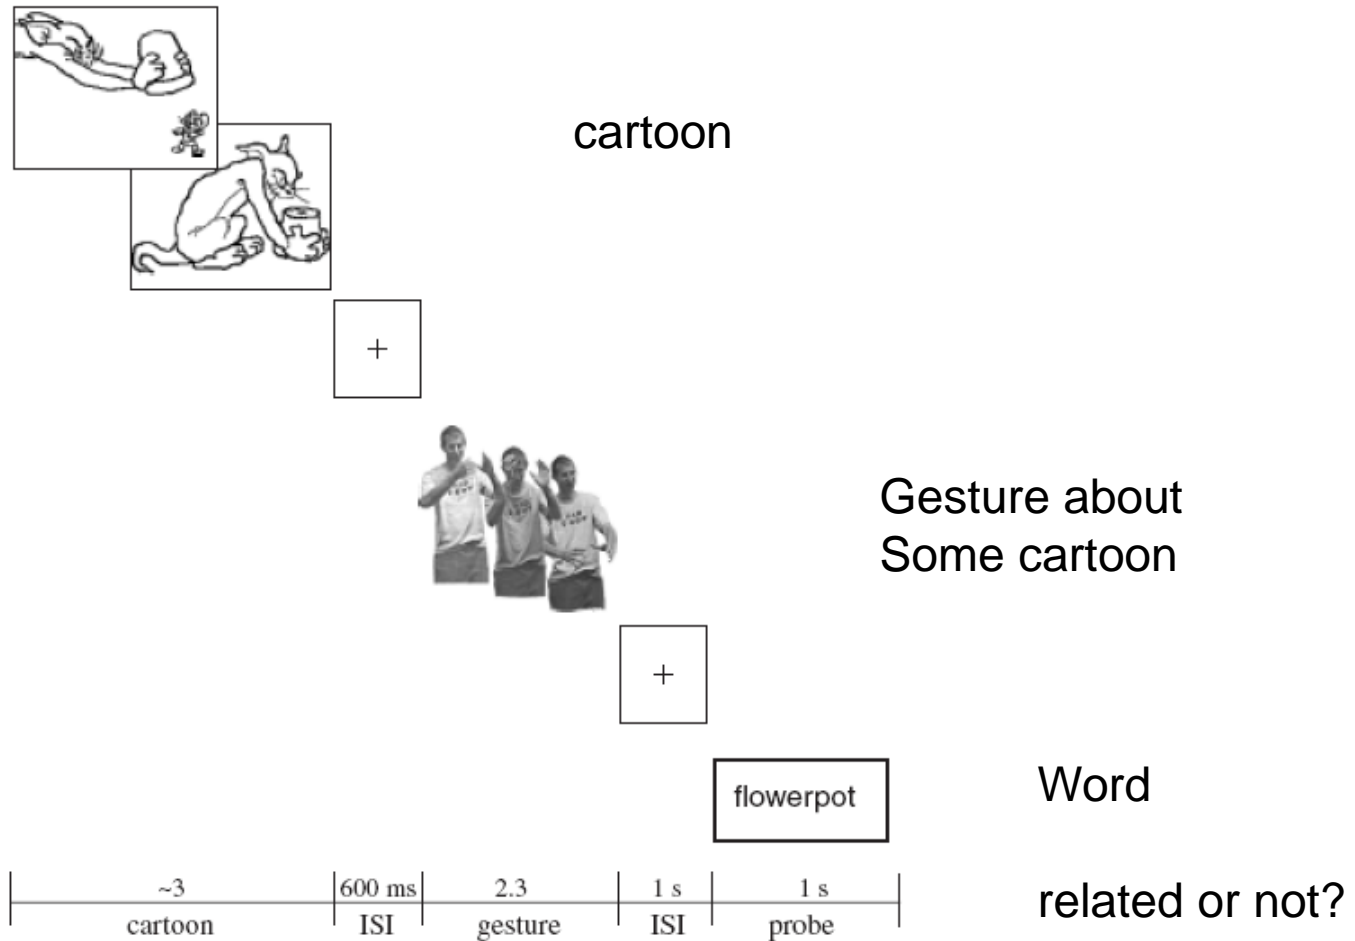 cartoon
+
Gesture about
Some cartoon
+
flowerpot
Word
~3 600 ms 2.3 1 s 1 s
cartoon ISI gesture ISI probe
related or not?